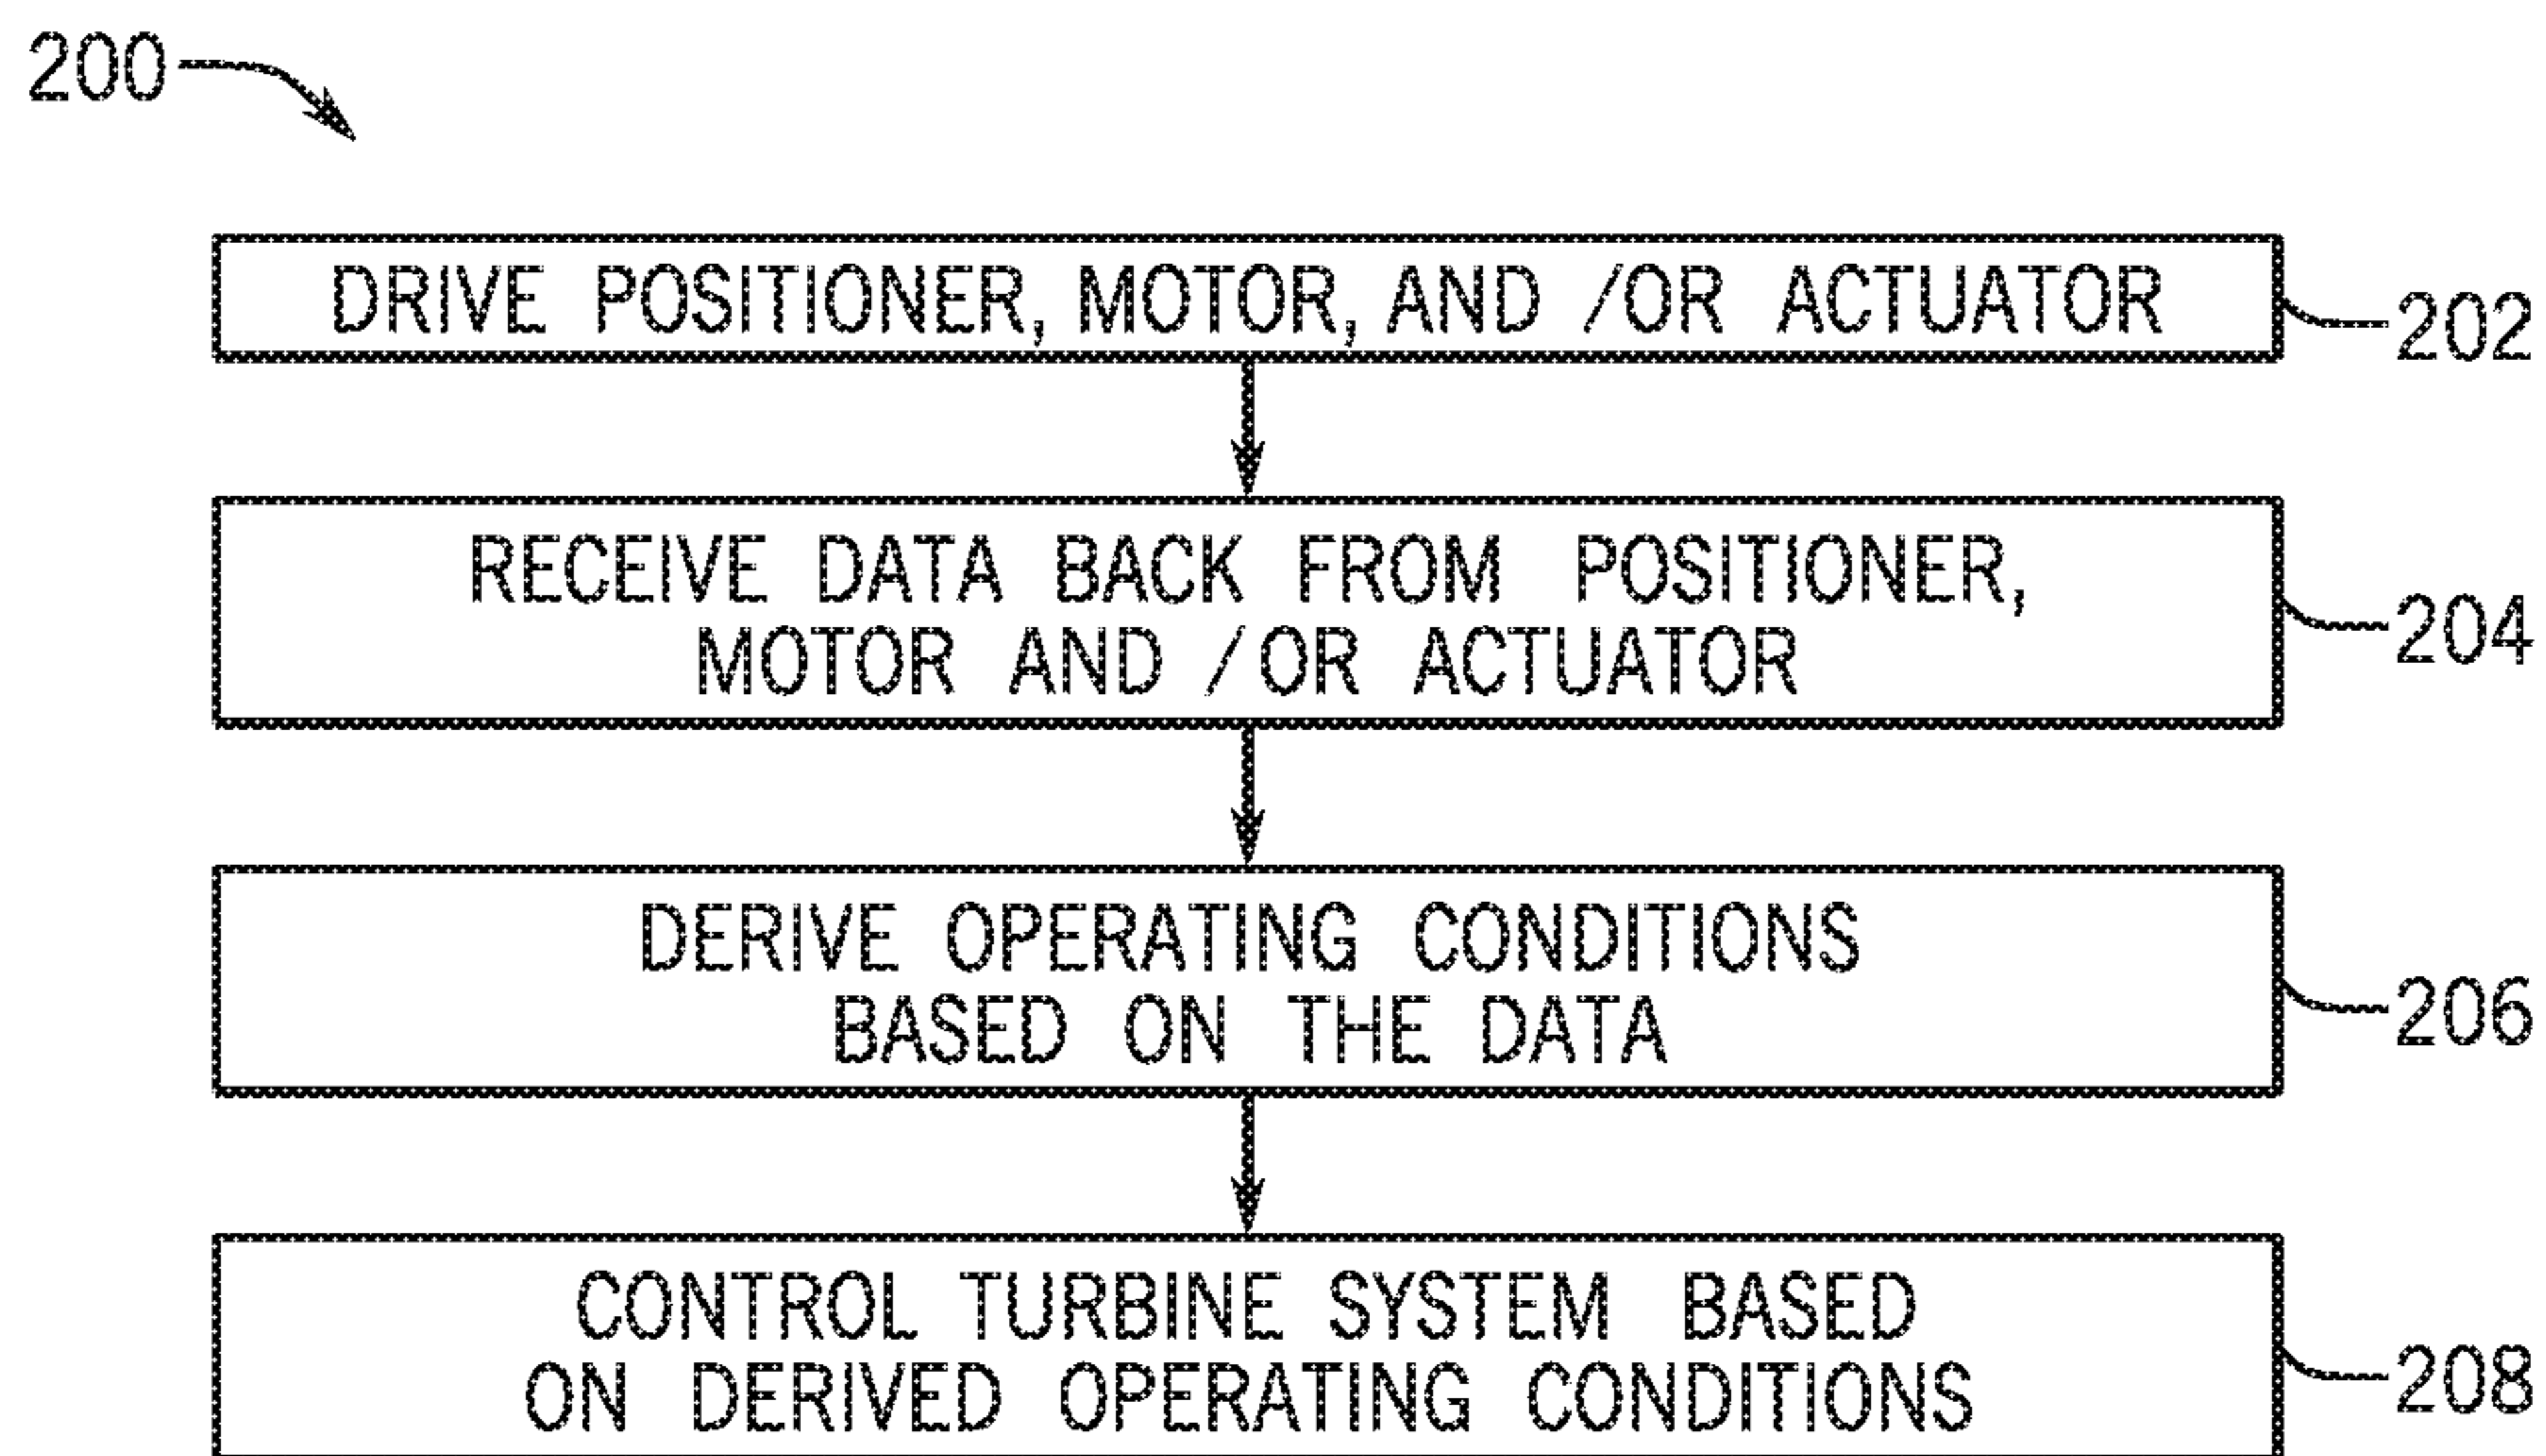 200
DRIVE POSITIONER, MOTOR, AND /OR ACTUATOR
202
RECEIVE DATA BACK FROM POSITIONER,
MOTOR AND /OR ACTUATOR
204
DERIVE OPERATING CONDITIONS
BASED ON THE DATA
206
CONTROL TURBINE SYSTEM BASED
ON DERIVED OPERATING CONDITIONS
208